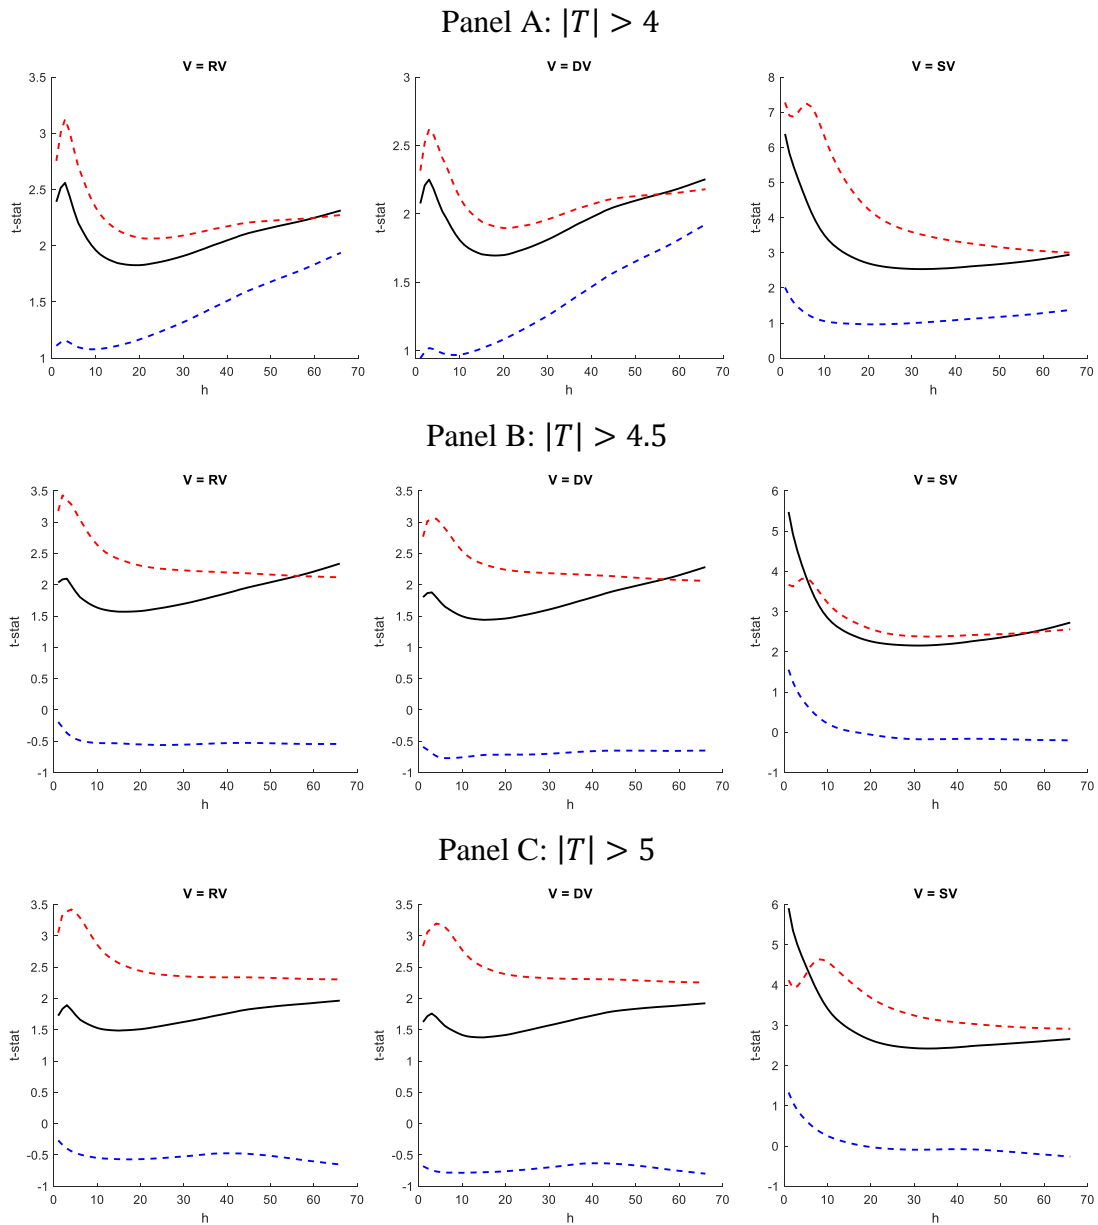 Panel A: |T| > 4
V = RV
V = DV
V = SV
3.5
3
2.5
2
1.5
1
t-stat
0 10 20 30 40 50 60 70
h
3
2.5
2
1.5
1
t-stat
0 10 20 30 40 50 60 70
h
8
7
6
5
4
3
2
1
0
t-stat
0 10 20 30 40 50 60 70
h
Panel B: |T| > 4.5
V = RV
V = DV
V = SV
3.5
3
2.5
2
1.5
1
0.5
0
-0.5
-1
t-stat
0 10 20 30 40 50 60 70
h
3.5
3
2.5
2
1.5
1
0.5
0
-0.5
-1
t-stat
0 10 20 30 40 50 60 70
h
6
5
4
3
2
1
0
-1
t-stat
0 10 20 30 40 50 60 70
h
Panel C: |T| > 5
V = RV
V = DV
V = SV
3.5
3
2.5
2
1.5
1
0.5
0
-0.5
-1
t-stat
0 10 20 30 40 50 60 70
h
3.5
3
2.5
2
1.5
1
0.5
0
-0.5
-1
t-stat
0 10 20 30 40 50 60 70
h
6
5
4
3
2
1
0
-1
t-stat
0 10 20 30 40 50 60 70
h